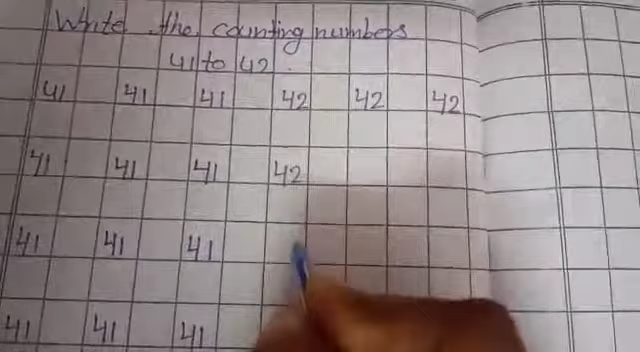 Write the counting numbers
41 to 42.
41 41 41 42 42 42
41 41 41 42
41 41 41
41 41 41